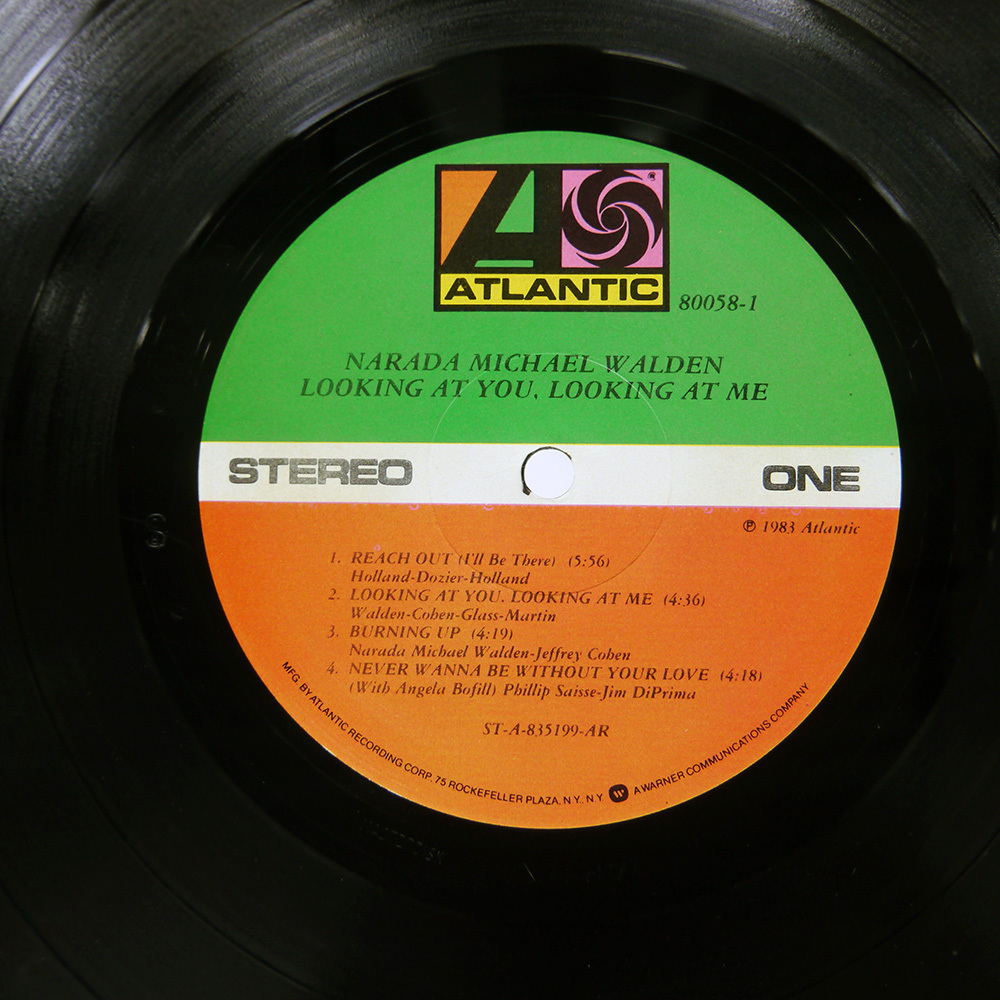 ATLANTIC
80058-1
NARADA MICHAEL WALDEN
LOOKING AT YOU, LOOKING AT ME
STEREO
ONE
℗ 1983 Atlantic
1. REACH OUT (I'll Be There) (5:56)
Holland-Dozier-Holland
2. LOOKING AT YOU, LOOKING AT ME (4:36)
Walden-Cohen-Glass-Martin
3. BURNING UP (4:19)
Narada Michael Walden-Jeffrey Cohen
4. NEVER WANNA BE WITHOUT YOUR LOVE (4:18)
(With Angela Bofill) Phillip Saisse-Jim DiPrima
ST-A-835199-AR
MFG. BY ATLANTIC RECORDING CORP. 75 ROCKEFELLER PLAZA, N.Y., N.Y. A WARNER COMMUNICATIONS COMPANY